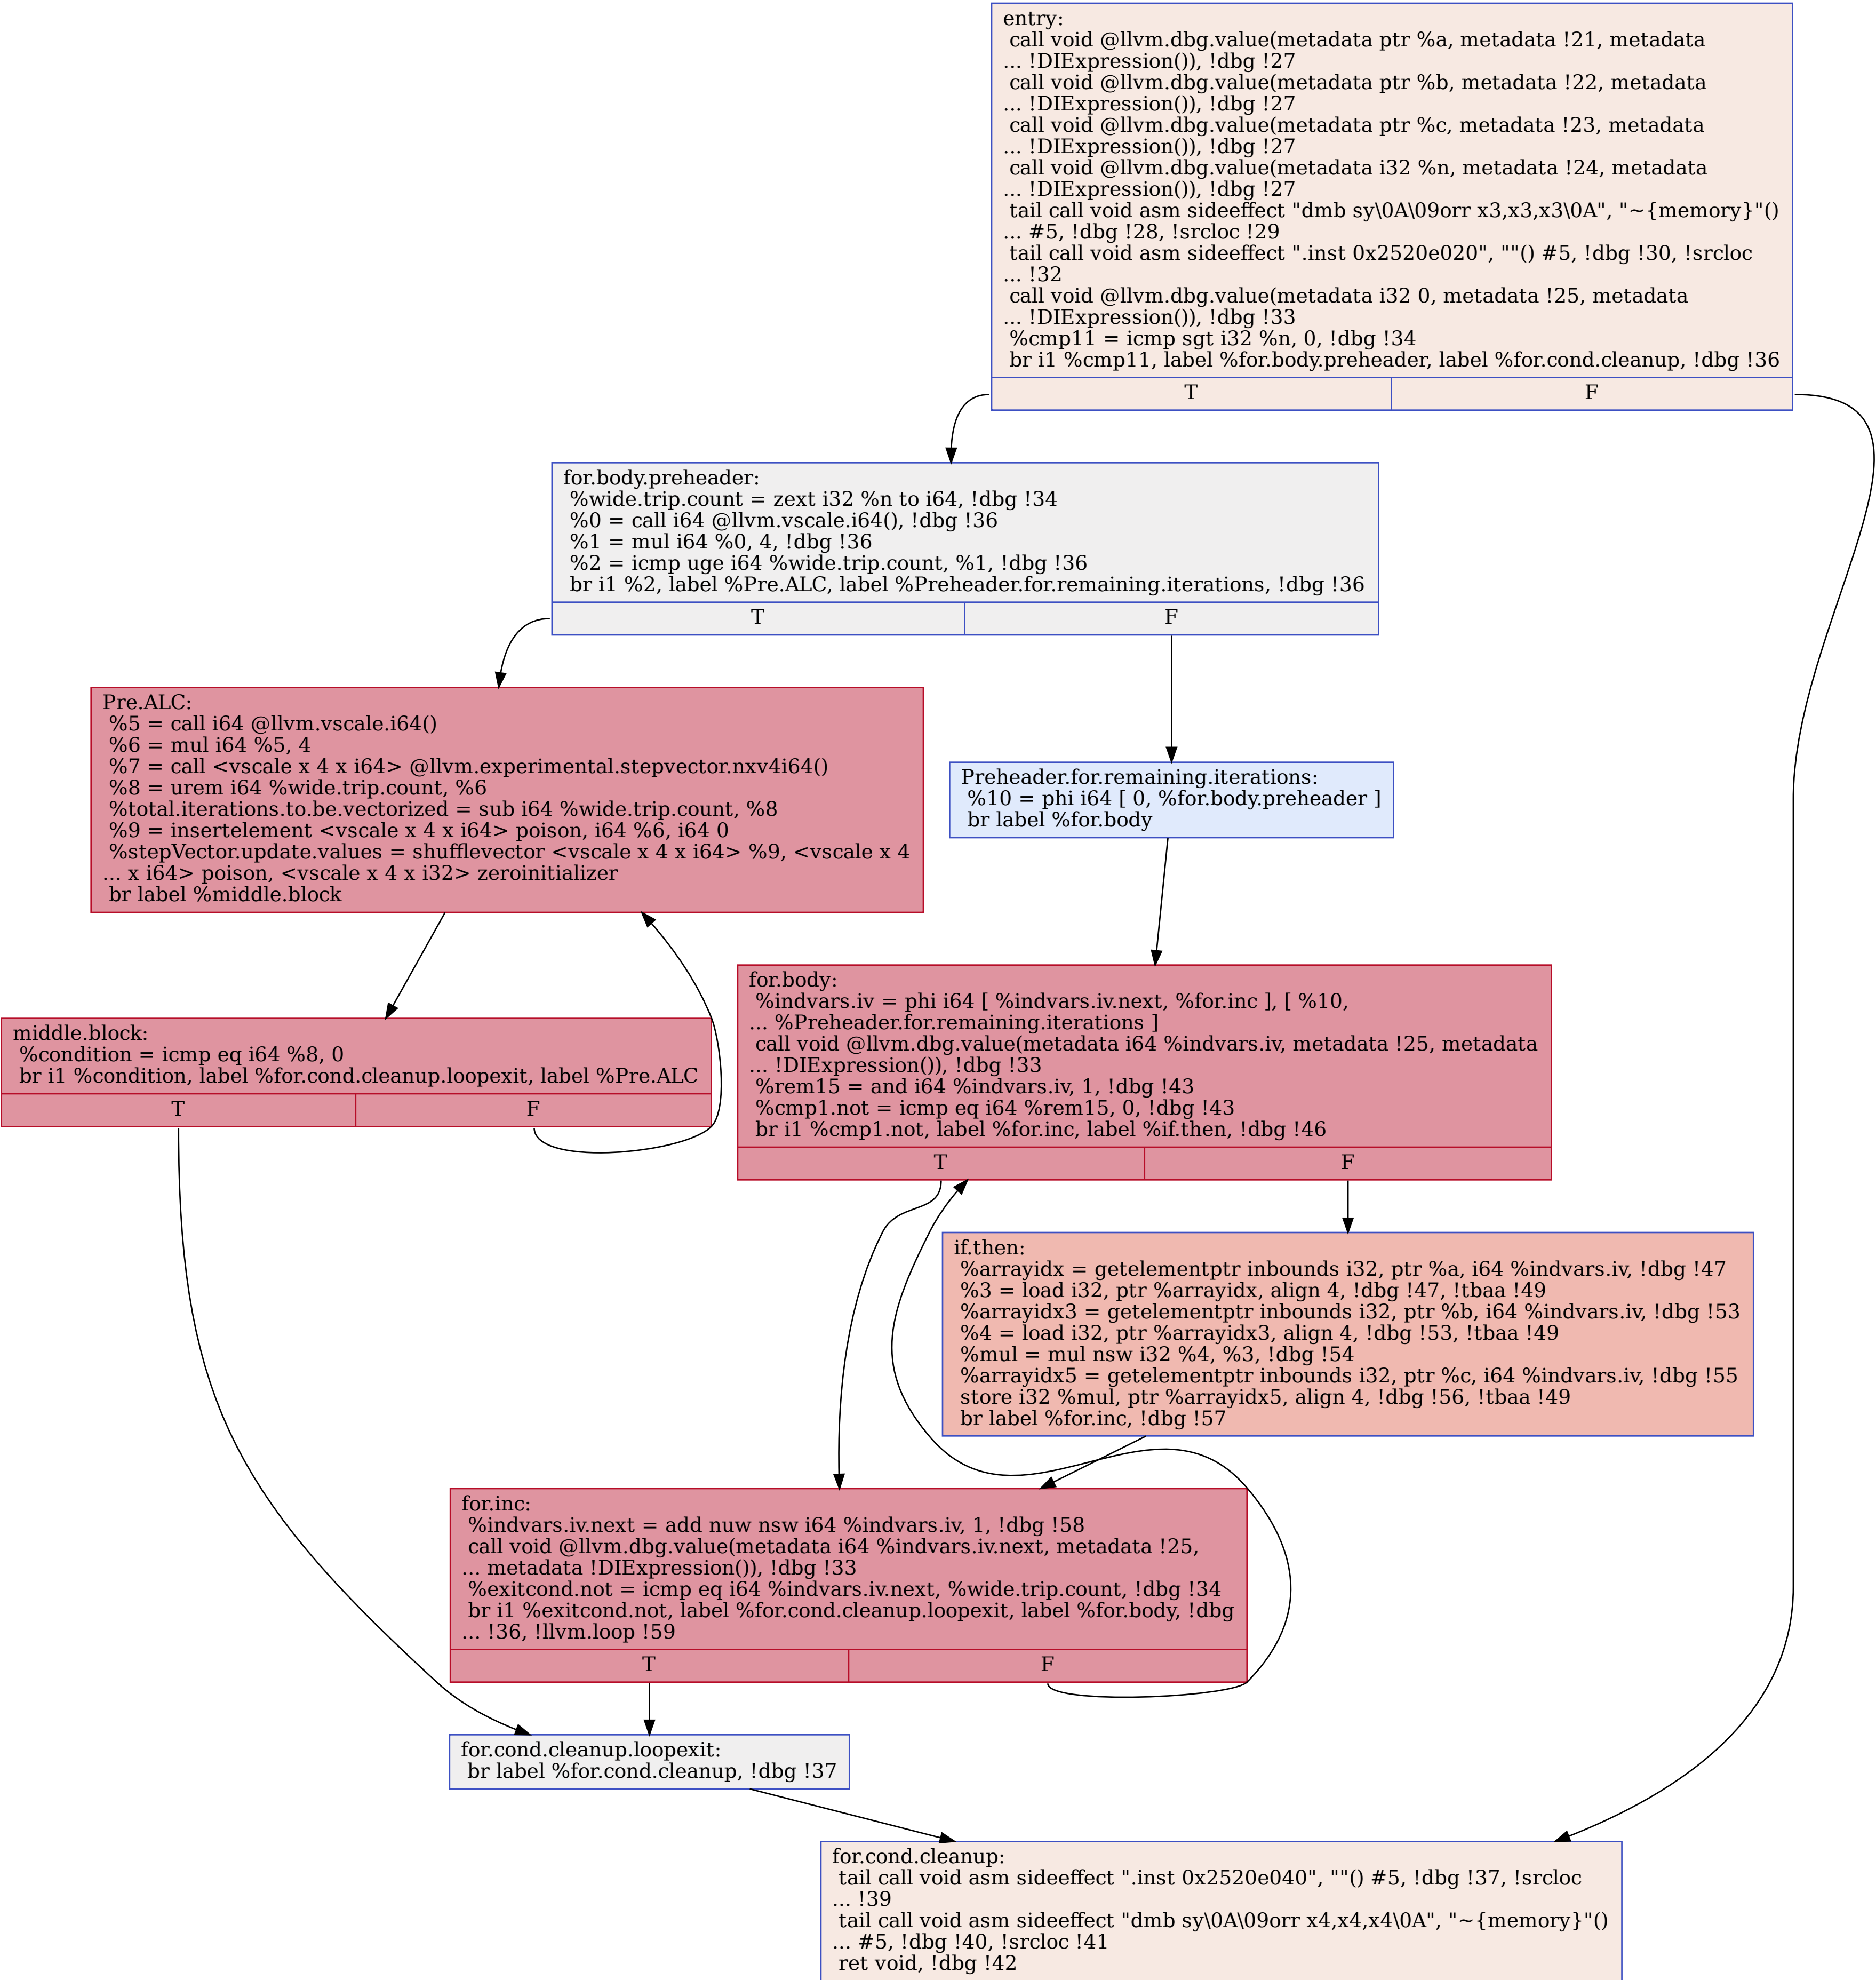 entry:
call void @llvm.dbg.value(metadata ptr %a, metadata !21, metadata
... !DIExpression()), !dbg !27
call void @llvm.dbg.value(metadata ptr %b, metadata !22, metadata
... !DIExpression()), !dbg !27
call void @llvm.dbg.value(metadata ptr %c, metadata !23, metadata
... !DIExpression()), !dbg !27
call void @llvm.dbg.value(metadata i32 %n, metadata !24, metadata
... !DIExpression()), !dbg !27
tail call void asm sideeffect "dmb sy\0A\09orr x3,x3,x3\0A", "~{memory}"()
... #5, !dbg !28, !srcloc !29
tail call void asm sideeffect ".inst 0x2520e020", ""() #5, !dbg !30, !srcloc
... !32
call void @llvm.dbg.value(metadata i32 0, metadata !25, metadata
... !DIExpression()), !dbg !33
%cmp11 = icmp sgt i32 %n, 0, !dbg !34
br i1 %cmp11, label %for.body.preheader, label %for.cond.cleanup, !dbg !36
T F
for.body.preheader:
%wide.trip.count = zext i32 %n to i64, !dbg !34
%0 = call i64 @llvm.vscale.i64(), !dbg !36
%1 = mul i64 %0, 4, !dbg !36
%2 = icmp uge i64 %wide.trip.count, %1, !dbg !36
br i1 %2, label %Pre.ALC, label %Preheader.for.remaining.iterations, !dbg !36
T F
Pre.ALC:
%5 = call i64 @llvm.vscale.i64()
%6 = mul i64 %5, 4
%7 = call <vscale x 4 x i64> @llvm.experimental.stepvector.nxv4i64()
%8 = urem i64 %wide.trip.count, %6
%total.iterations.to.be.vectorized = sub i64 %wide.trip.count, %8
%9 = insertelement <vscale x 4 x i64> poison, i64 %6, i64 0
%stepVector.update.values = shufflevector <vscale x 4 x i64> %9, <vscale x 4
... x i64> poison, <vscale x 4 x i32> zeroinitializer
br label %middle.block
Preheader.for.remaining.iterations:
%10 = phi i64 [ 0, %for.body.preheader ]
br label %for.body
middle.block:
%condition = icmp eq i64 %8, 0
br i1 %condition, label %for.cond.cleanup.loopexit, label %Pre.ALC
T F
for.body:
%indvars.iv = phi i64 [ %indvars.iv.next, %for.inc ], [ %10,
... %Preheader.for.remaining.iterations ]
call void @llvm.dbg.value(metadata i64 %indvars.iv, metadata !25, metadata
... !DIExpression()), !dbg !33
%rem15 = and i64 %indvars.iv, 1, !dbg !43
%cmp1.not = icmp eq i64 %rem15, 0, !dbg !43
br i1 %cmp1.not, label %for.inc, label %if.then, !dbg !46
T F
if.then:
%arrayidx = getelementptr inbounds i32, ptr %a, i64 %indvars.iv, !dbg !47
%3 = load i32, ptr %arrayidx, align 4, !dbg !47, !tbaa !49
%arrayidx3 = getelementptr inbounds i32, ptr %b, i64 %indvars.iv, !dbg !53
%4 = load i32, ptr %arrayidx3, align 4, !dbg !53, !tbaa !49
%mul = mul nsw i32 %4, %3, !dbg !54
%arrayidx5 = getelementptr inbounds i32, ptr %c, i64 %indvars.iv, !dbg !55
store i32 %mul, ptr %arrayidx5, align 4, !dbg !56, !tbaa !49
br label %for.inc, !dbg !57
for.inc:
%indvars.iv.next = add nuw nsw i64 %indvars.iv, 1, !dbg !58
call void @llvm.dbg.value(metadata i64 %indvars.iv.next, metadata !25,
... metadata !DIExpression()), !dbg !33
%exitcond.not = icmp eq i64 %indvars.iv.next, %wide.trip.count, !dbg !34
br i1 %exitcond.not, label %for.cond.cleanup.loopexit, label %for.body, !dbg
... !36, !llvm.loop !59
T F
for.cond.cleanup.loopexit:
br label %for.cond.cleanup, !dbg !37
for.cond.cleanup:
tail call void asm sideeffect ".inst 0x2520e040", ""() #5, !dbg !37, !srcloc
... !39
tail call void asm sideeffect "dmb sy\0A\09orr x4,x4,x4\0A", "~{memory}"()
... #5, !dbg !40, !srcloc !41
ret void, !dbg !42